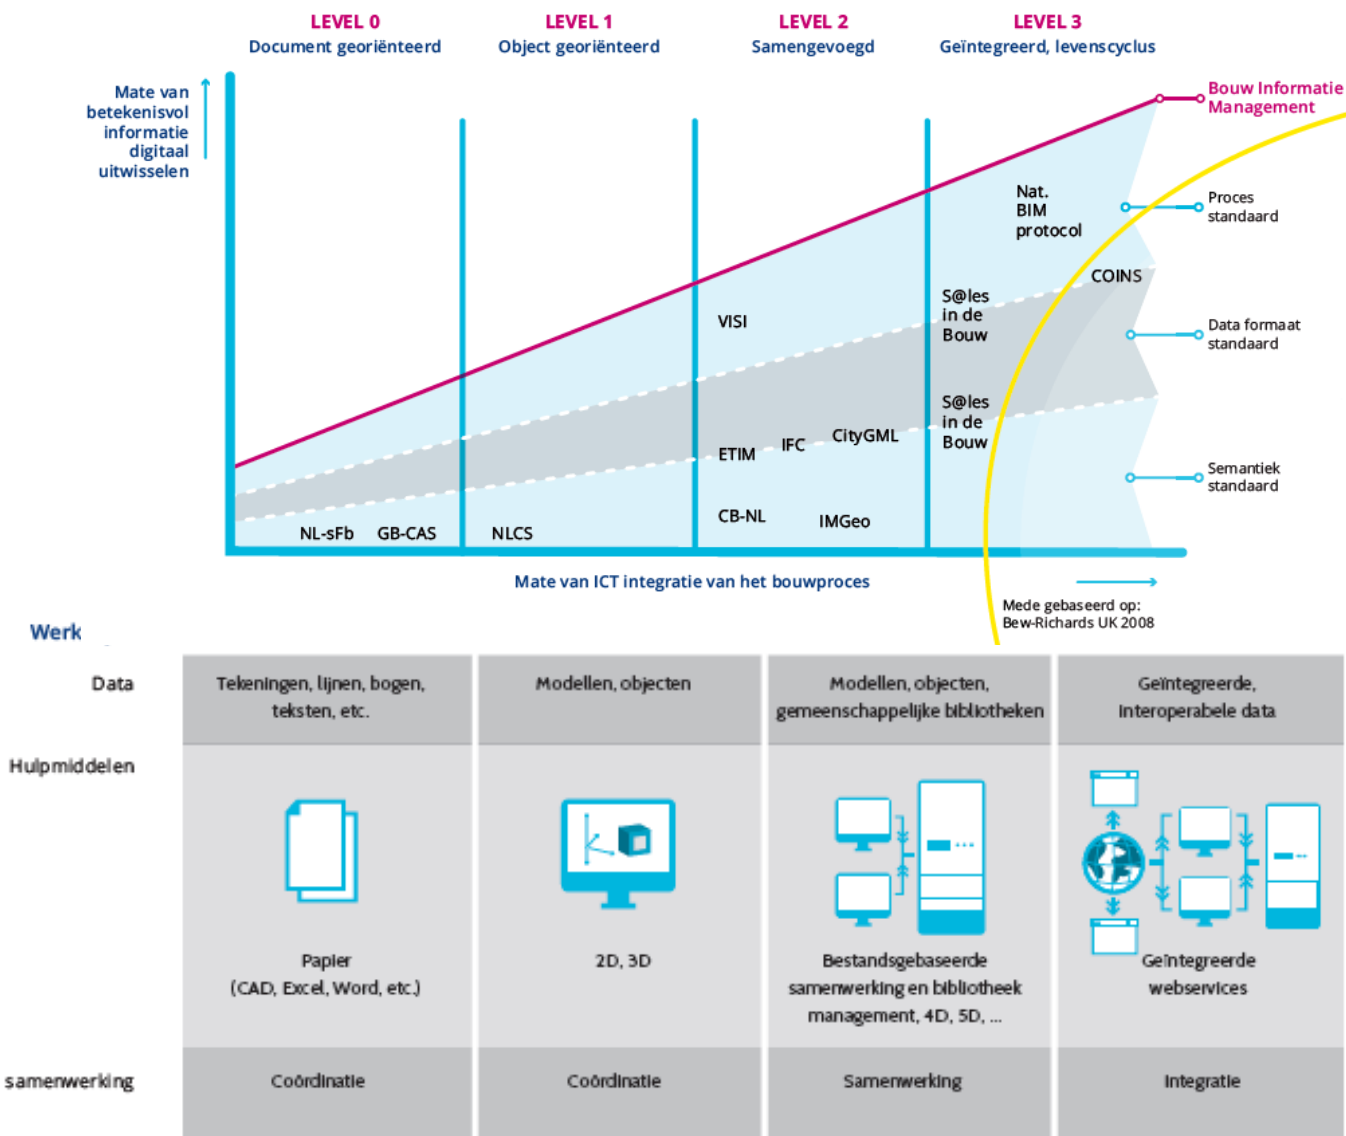 LEVEL 0
Document georiënteerd
LEVEL 1
Object georiënteerd
LEVEL 2
Samengevoegd
LEVEL 3
Geïntegreerd, levenscyclus
Mate van
betekenisvol
informatie
digitaal
uitwisselen
Bouw Informatie
Management
Nat.
BIM
protocol
Proces
standaard
COINS
S@les
in de
Bouw
VISI
Data formaat
standaard
S@les
in de
Bouw
ETIM
IFC
CityGML
Semantiek
standaard
NL-sFb
GB-CAS
NLCS
CB-NL
IMGeo
Mate van ICT integratie van het bouwproces
Mede gebaseerd op:
Bew-Richards UK 2008
Werk
Data
Tekeningen, lijnen, bogen,
teksten, etc.
Modellen, objecten
Modellen, objecten,
gemeenschappelijke bibliotheken
Geïntegreerde,
interoperabele data
Hulpmiddelen
Papier
(CAD, Excel, Word, etc.)
2D, 3D
Bestandsgebaseerde
samenwerking en bibliotheek
management, 4D, 5D, ...
Geïntegreerde
webservices
samenwerking
Coördinatie
Coördinatie
Samenwerking
Integratie